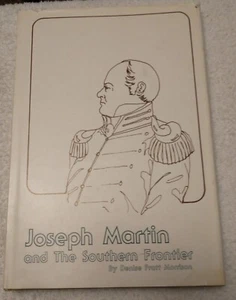 Joseph Martin
and The Southern Frontier
By Denise Pratt Morrison